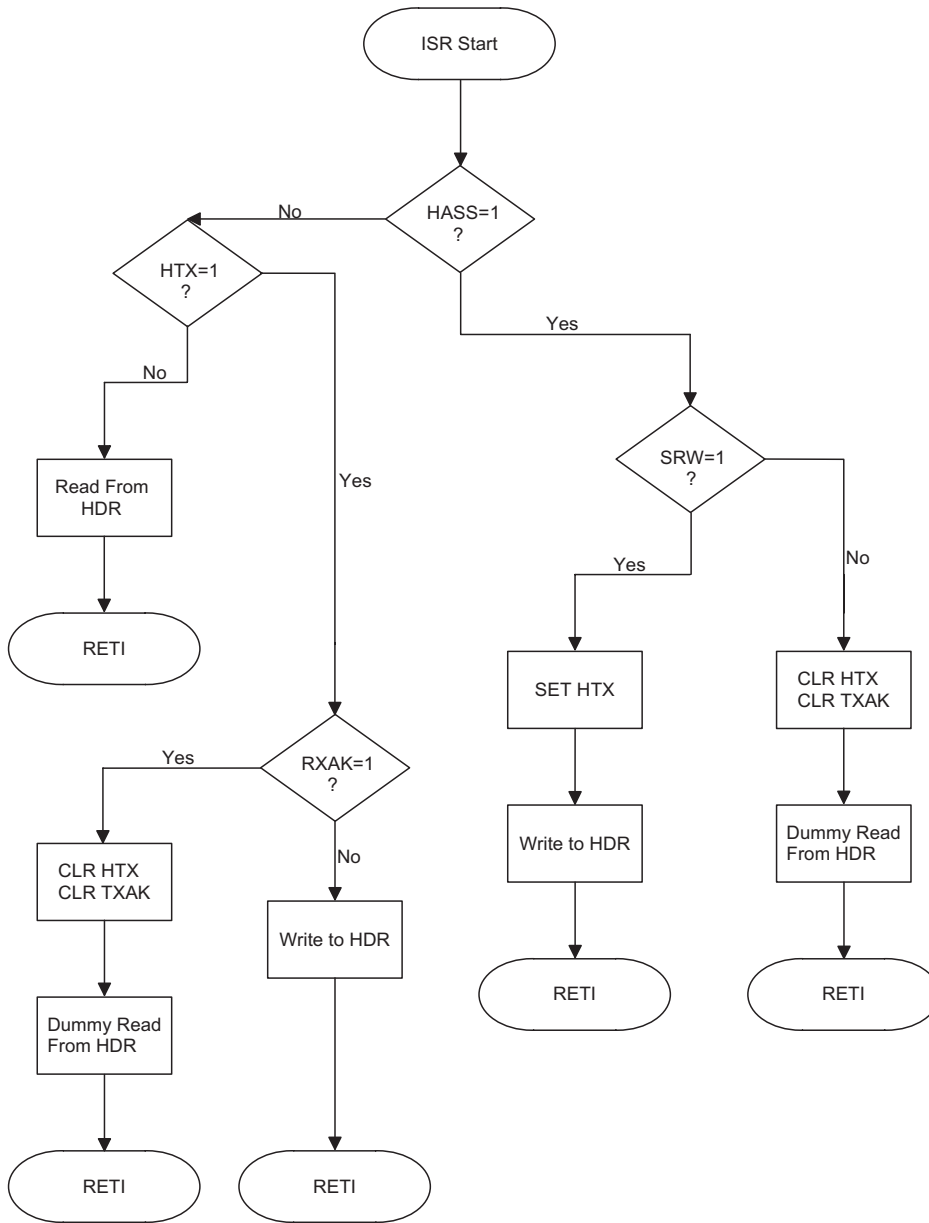 ISR Start
HASS=1
?
No
HTX=1
?
Yes
No
SRW=1
?
Read From
HDR
Yes
Yes
No
RETI
SET HTX
CLR HTX
CLR TXAK
RXAK=1
?
Yes
No
CLR HTX
CLR TXAK
Write to HDR
Dummy Read
From HDR
Write to HDR
RETI
RETI
Dummy Read
From HDR
RETI
RETI